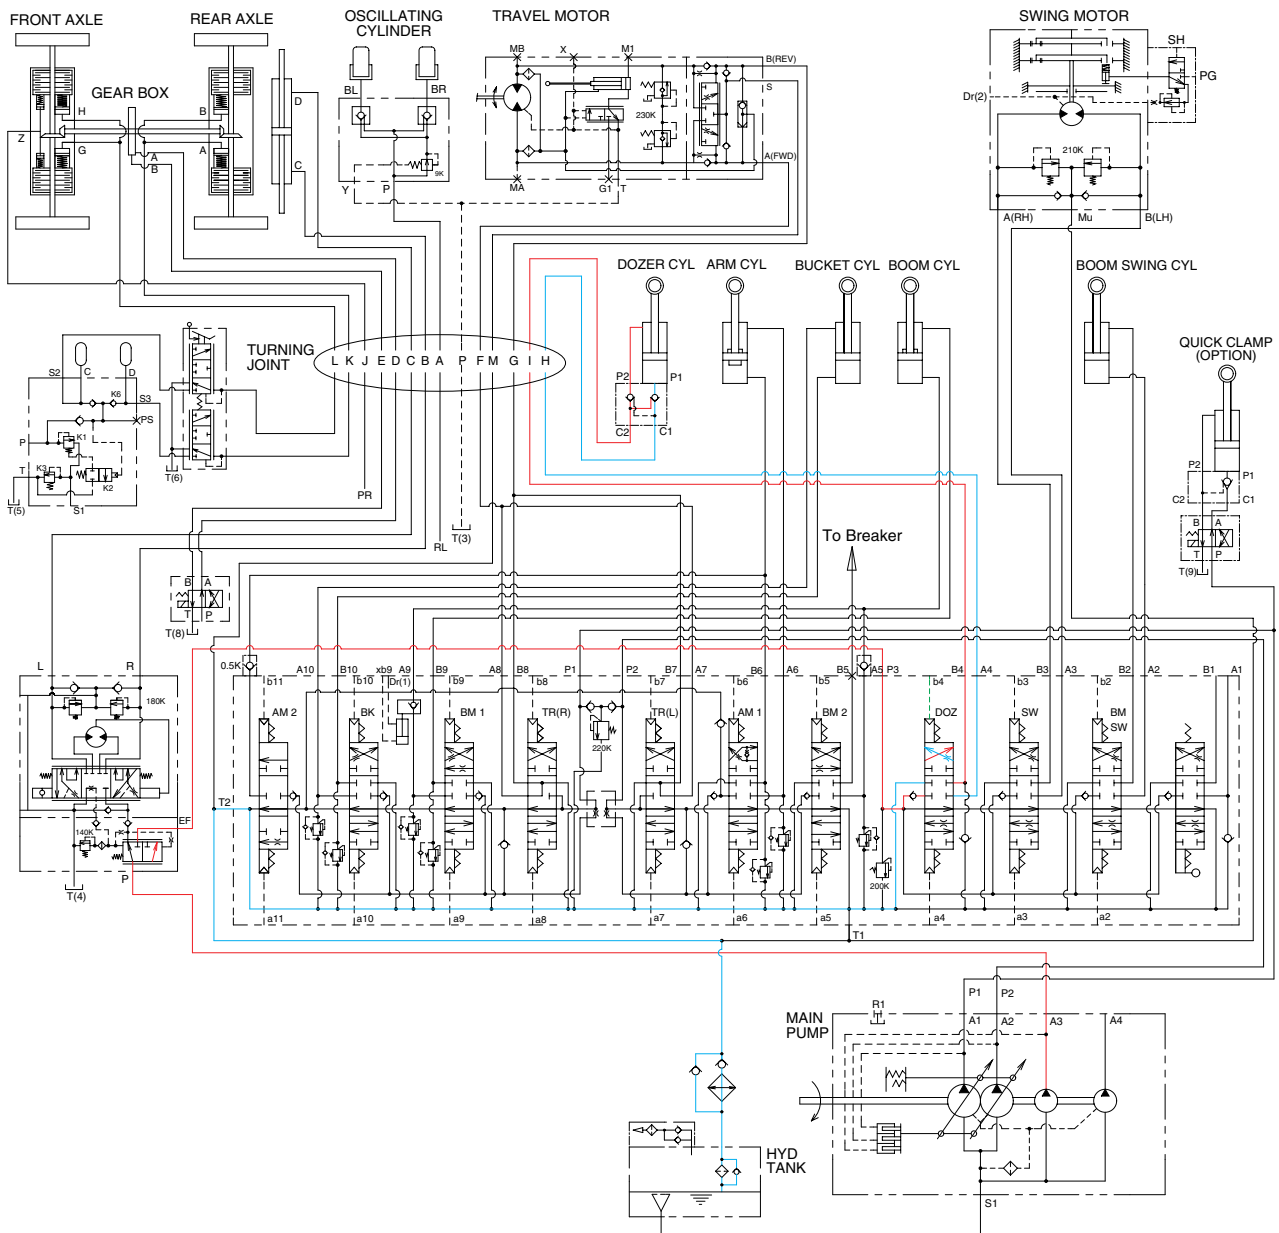 FRONT AXLE
REAR AXLE
OSCILLATING
CYLINDER
TRAVEL MOTOR
SWING MOTOR
GEAR BOX
H
G
Z
A
B
B
A
D
C
BL
BR
9K
Y
P
MB
X
M1
B(REV)
S
230K
A(FWD)
MA
G1
T
SH
PG
Dr(2)
210K
A(RH)
Mu
B(LH)
DOZER CYL
ARM CYL
BUCKET CYL
BOOM CYL
BOOM SWING CYL
QUICK CLAMP
(OPTION)
TURNING
JOINT
L K J E D C B A P F M G I H
P2
P1
C2
C1
S2
C
D
K6
S3
PS
P
K1
T
K3
K2
T(5)
S1
T(6)
PR
RL
T(3)
P2
P1
C2
C1
B
A
T
P
T(9)
To Breaker
B
A
T
P
T(8)
L
R
180K
EF
140K
P
T(4)
T2
0.5K
A10
B10
xb9
A9
B9
A8
B8
P1
P2
B7
A7
B6
A6
B5
A5
P3
B4
A4
B3
A3
B2
A2
B1
A1
Dr(1)
b11
b10
b9
b8
b7
b6
b5
b4
b3
b2
AM 2
BK
BM 1
TR(R)
TR(L)
AM 1
BM 2
DOZ
SW
BM
SW
220K
200K
a11
a10
a9
a8
a7
a6
a5
a4
a3
a2
T1
P1
P2
MAIN
PUMP
R1
A1
A2
A3
A4
S1
HYD
TANK